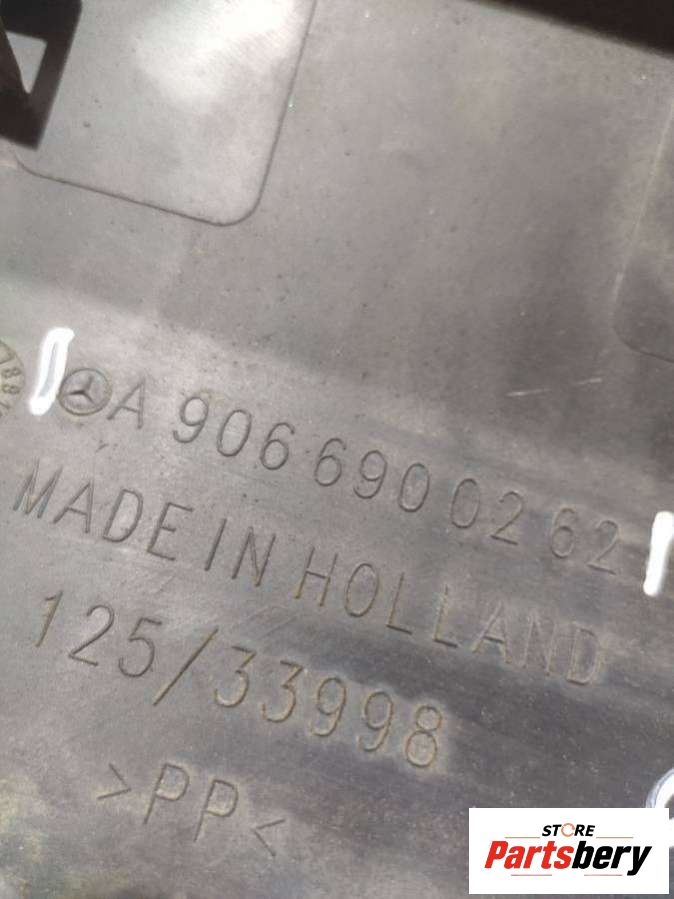 A 906 690 02 62
MADE IN HOLLAND
125/33998
>PP<
STORE
Partsbery